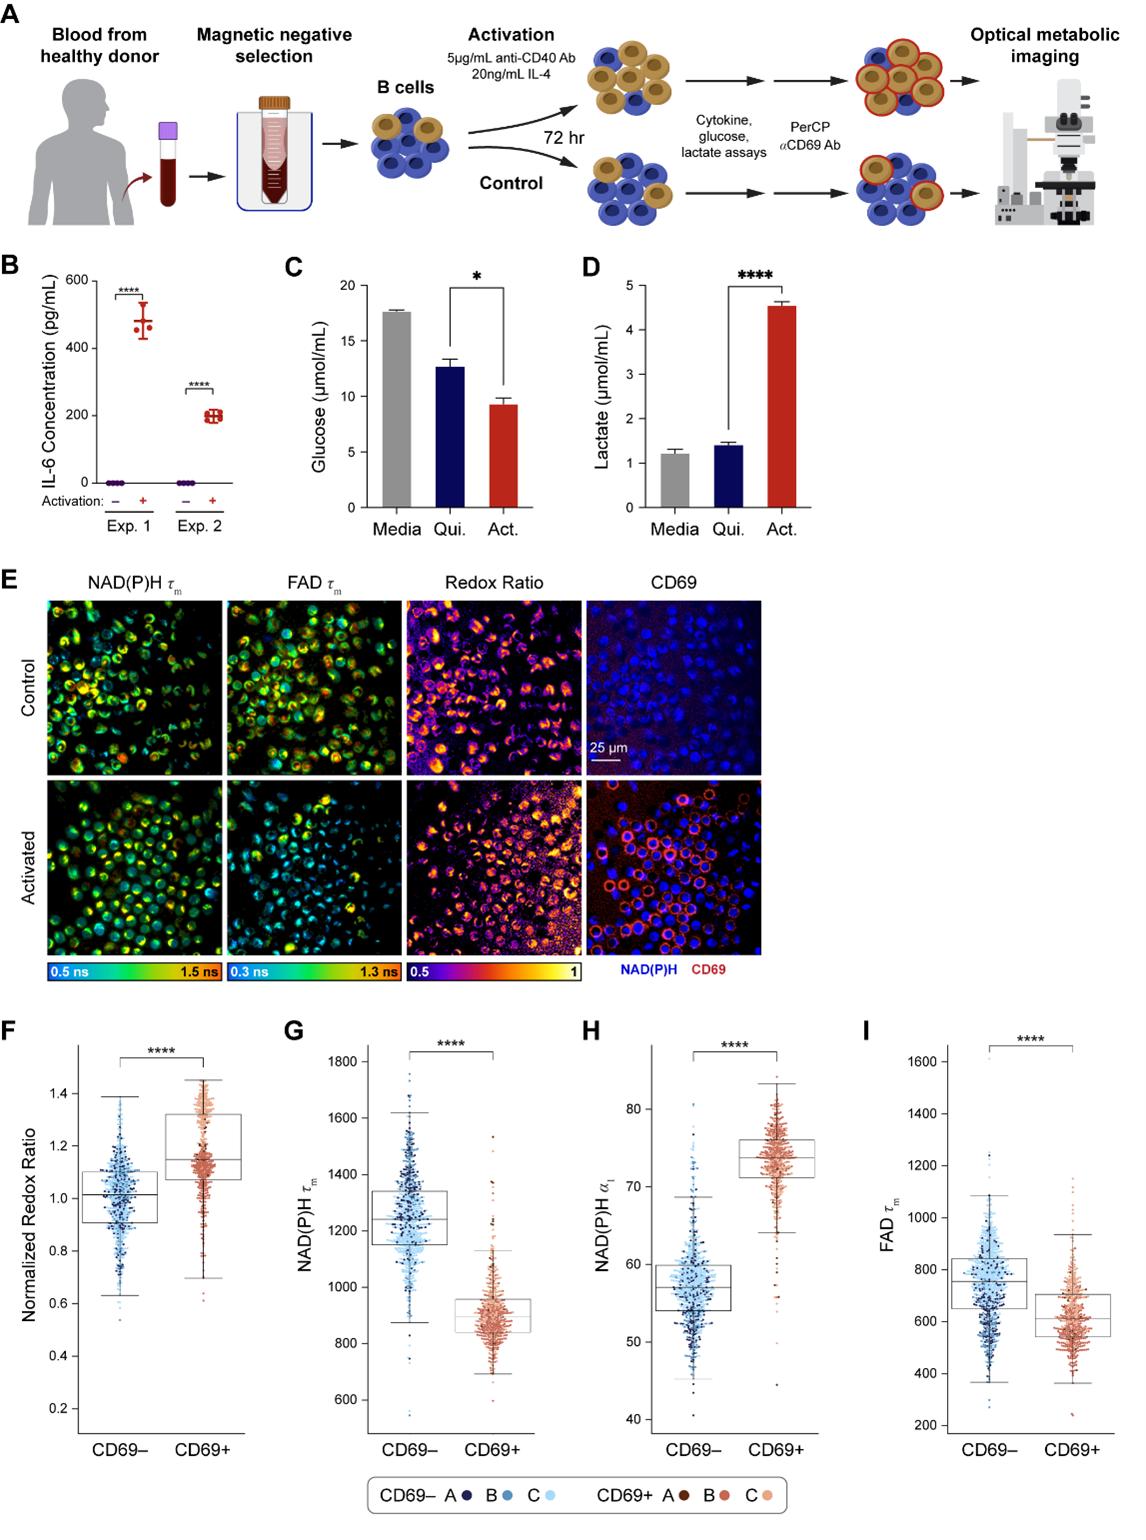 A
Blood from
healthy donor
Magnetic negative
selection
B cells
Activation
5µg/mL anti-CD40 Ab
20ng/mL IL-4
72 hr
Control
Cytokine,
glucose,
lactate assays
PerCP
αCD69 Ab
Optical metabolic
imaging
B
IL-6 Concentration (pg/mL)
600
400
200
0
****
****
Activation: – + – +
Exp. 1 Exp. 2
C
Glucose (µmol/mL)
20
15
10
5
0
*
Media Qui. Act.
D
Lactate (µmol/mL)
5
4
3
2
1
0
****
Media Qui. Act.
E
NAD(P)H τm FAD τm Redox Ratio CD69
Control
25 µm
Activated
0.5 ns 1.5 ns 0.3 ns 1.3 ns 0.5 1 NAD(P)H CD69
F
Normalized Redox Ratio
1.4
1.2
1.0
0.8
0.6
0.4
0.2
****
CD69– CD69+
G
NAD(P)H τm
1800
1600
1400
1200
1000
800
600
****
CD69– CD69+
H
NAD(P)H α1
80
70
60
50
40
****
CD69– CD69+
I
FAD τm
1600
1400
1200
1000
800
600
400
200
****
CD69– CD69+
CD69– A B C CD69+ A B C